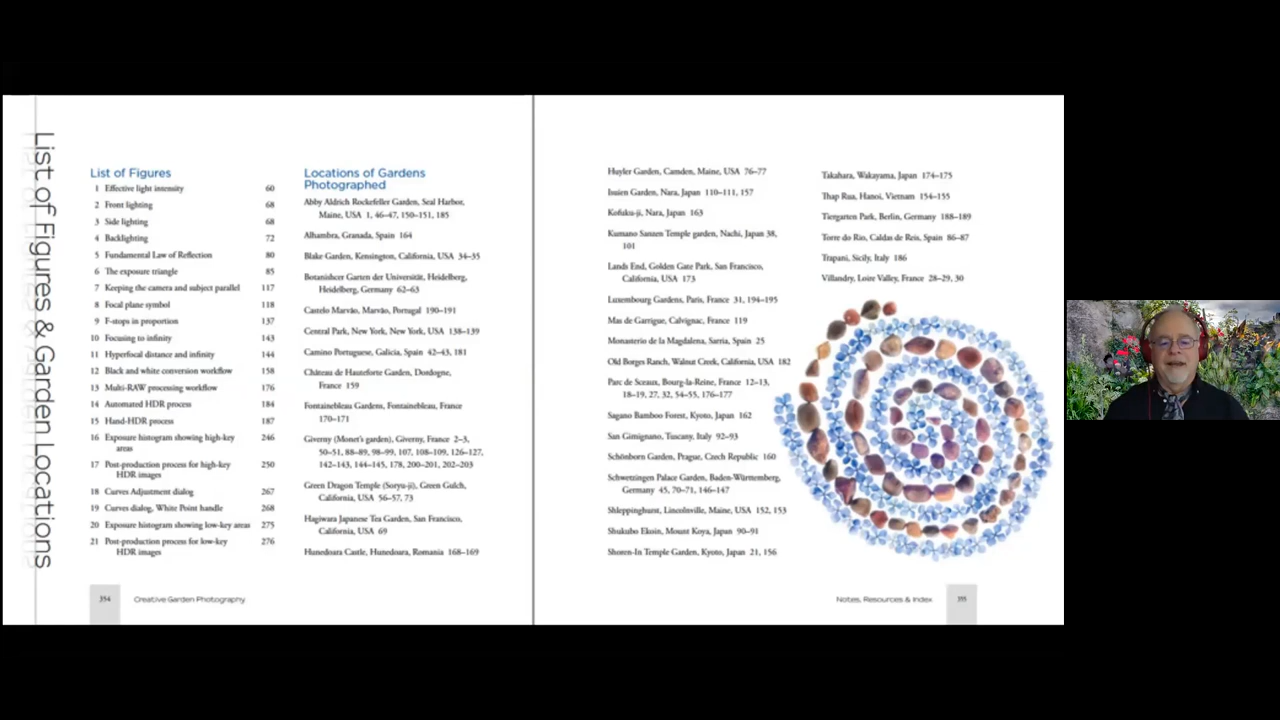 List of Figures & Garden Locations
List of Figures
1 Effective light intensity 60
2 Front lighting 68
3 Side lighting 68
4 Backlighting 72
5 Fundamental Law of Reflection 80
6 The exposure triangle 85
7 Keeping the camera and subject parallel 117
8 Focal plane symbol 118
9 F-stops in proportion 137
10 Focusing to infinity 143
11 Hyperfocal distance and infinity 144
12 Black and white conversion workflow 158
13 Multi-RAW processing workflow 176
14 Automated HDR process 184
15 Hand-HDR process 187
16 Exposure histogram showing high-key
areas 246
17 Post-production process for high-key
HDR images 250
18 Curves Adjustment dialog 267
19 Curves dialog, White Point handle 268
20 Exposure histogram showing low-key areas 275
21 Post-production process for low-key
HDR images 276
Locations of Gardens
Photographed
Abby Aldrich Rockefeller Garden, Seal Harbor,
Maine, USA 1, 46–47, 150–151, 185
Alhambra, Granada, Spain 164
Blake Garden, Kensington, California, USA 34–35
Botanishcer Garten der Universität, Heidelberg,
Heidelberg, Germany 62–63
Castelo Marvão, Marvão, Portugal 190–191
Central Park, New York, New York, USA 138–139
Camino Portuguese, Galicia, Spain 42–43, 181
Château de Hauteforte Garden, Dordogne,
France 159
Fontainebleau Gardens, Fontainebleau, France
170–171
Giverny (Monet's garden), Giverny, France 2–3,
50–51, 88–89, 98–99, 107, 108–109, 126–127,
142–143, 144–145, 178, 200–201, 202–203
Green Dragon Temple (Soryu-ji), Green Gulch,
California, USA 56–57, 73
Hagiwara Japanese Tea Garden, San Francisco,
California, USA 69
Hunedoara Castle, Hunedoara, Romania 168–169
354 Creative Garden Photography
Huyler Garden, Camden, Maine, USA 76–77
Isuien Garden, Nara, Japan 110–111, 157
Kofuku-ji, Nara, Japan 163
Kumano Sanzen Temple garden, Nachi, Japan 38,
101
Lands End, Golden Gate Park, San Francisco,
California, USA 173
Luxembourg Gardens, Paris, France 31, 194–195
Mas de Garrigue, Calvignac, France 119
Monasterio de la Magdalena, Sarria, Spain 25
Old Borges Ranch, Walnut Creek, California, USA 182
Parc de Sceaux, Bourg-la-Reine, France 12–13,
18–19, 27, 32, 54–55, 176–177
Sagano Bamboo Forest, Kyoto, Japan 162
San Gimignano, Tuscany, Italy 92–93
Schönborn Garden, Prague, Czech Republic 160
Schwetzingen Palace Garden, Baden-Württemberg,
Germany 45, 70–71, 146–147
Shleppinghurst, Lincolnville, Maine, USA 152, 153
Shukubo Ekoin, Mount Koya, Japan 90–91
Shoren-In Temple Garden, Kyoto, Japan 21, 156
Takahara, Wakayama, Japan 174–175
Thap Rua, Hanoi, Vietnam 154–155
Tiergarten Park, Berlin, Germany 188–189
Torre do Rio, Caldas de Reis, Spain 86–87
Trapani, Sicily, Italy 186
Villandry, Loire Valley, France 28–29, 30
Notes, Resources & Index 355